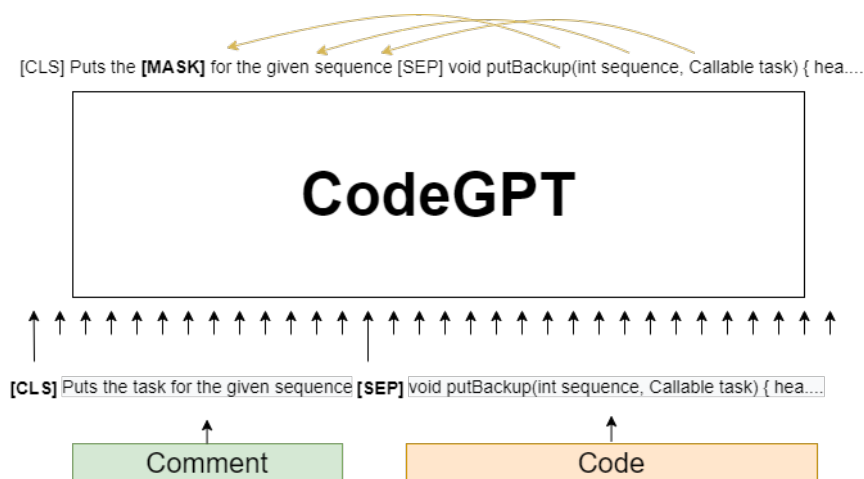 [CLS] Puts the [MASK] for the given sequence [SEP] void putBackup(int sequence, Callable task) { hea....
CodeGPT
[CLS] Puts the task for the given sequence [SEP] void putBackup(int sequence, Callable task) { hea....
Comment
Code